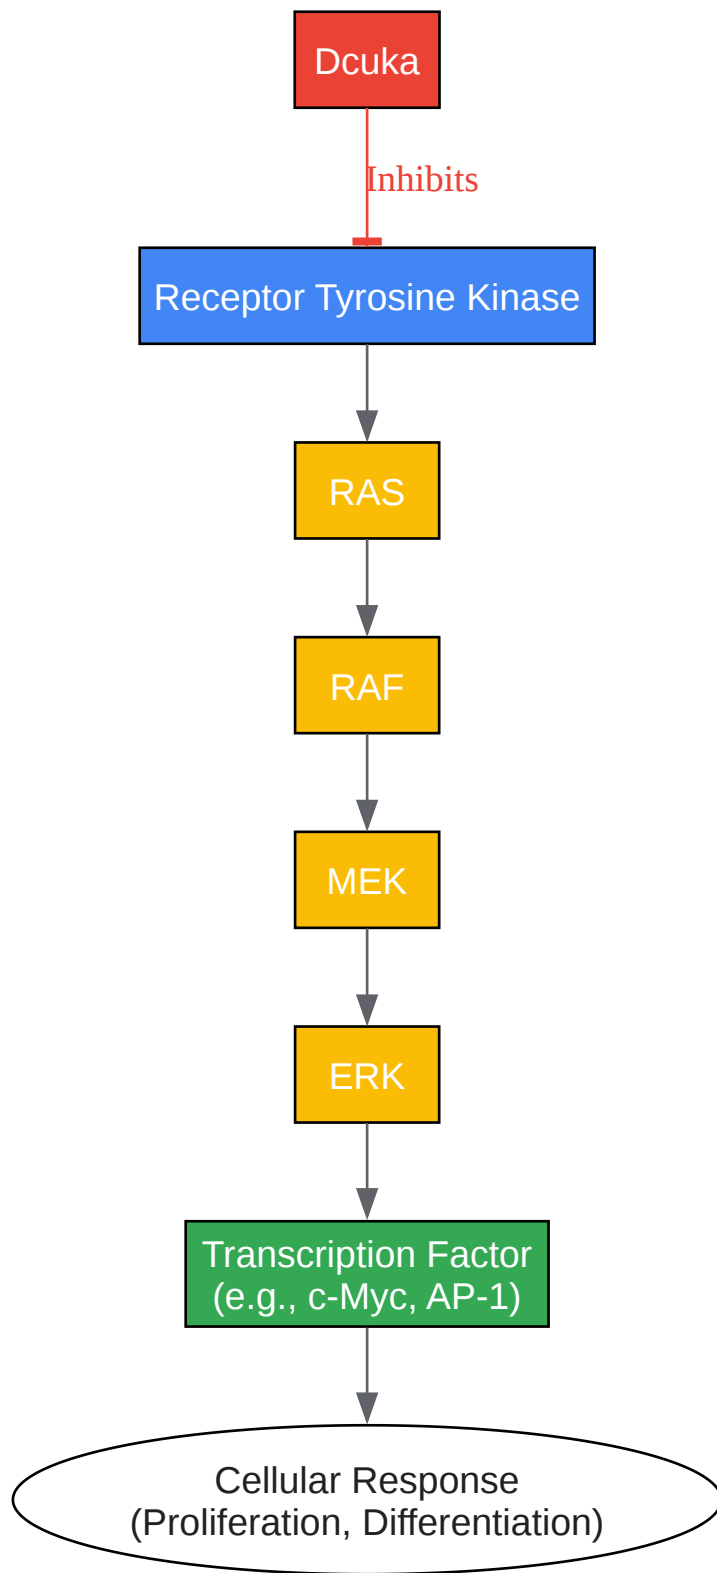 Dcuka
Inhibits
Receptor Tyrosine Kinase
RAS
RAF
MEK
ERK
Transcription Factor
(e.g., c-Myc, AP-1)
Cellular Response
(Proliferation, Differentiation)